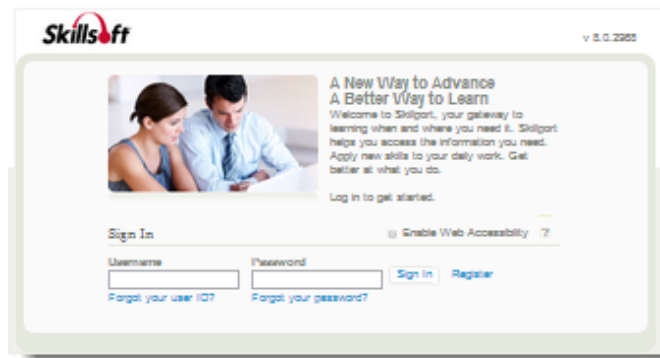 Skillsoft
v 8.0.2965
A New Way to Advance
A Better Way to Learn
Welcome to Skillport, your gateway to
learning when and where you need it. Skillport
helps you access the information you need.
Apply new skills to your daily work. Get
better at what you do.
Log in to get started.
Sign In
Enable Web Accessibility ?
Username
Password
Sign In
Register
Forgot your user ID?
Forgot your password?